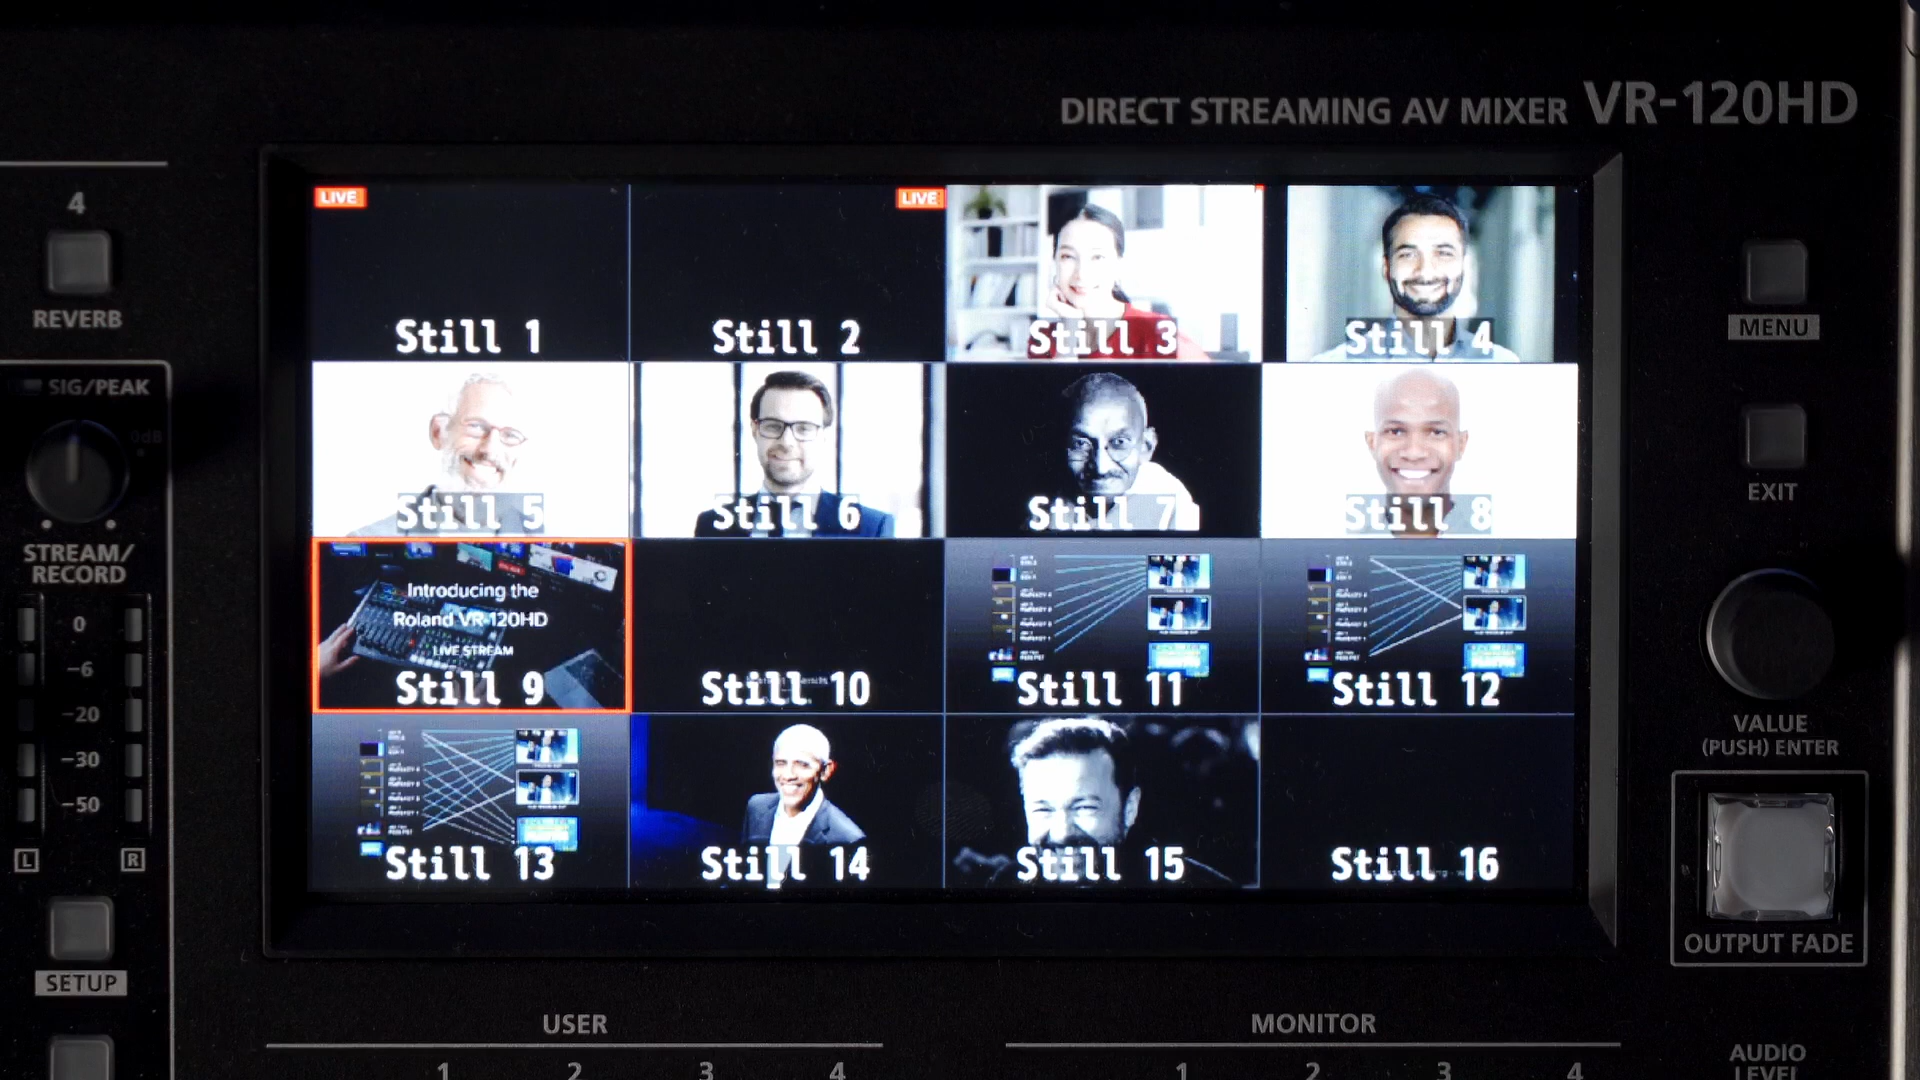 DIRECT STREAMING AV MIXER VR-120HD
4
REVERB
SIG/PEAK
0dB
STREAM/
RECORD
0
-6
-20
-30
-50
L R
SETUP
LIVE
LIVE
Still 1
Still 2
Still 3
Still 4
Still 5
Still 6
Still 7
Still 8
Introducing the
Roland VR-120HD
LIVE STREAM
Still 9
Still 10
Still 11
Still 12
Still 13
Still 14
Still 15
Still 16
MENU
EXIT
VALUE
(PUSH) ENTER
OUTPUT FADE
USER
1 2 3 4
MONITOR
1 2 3 4
AUDIO
LEVEL